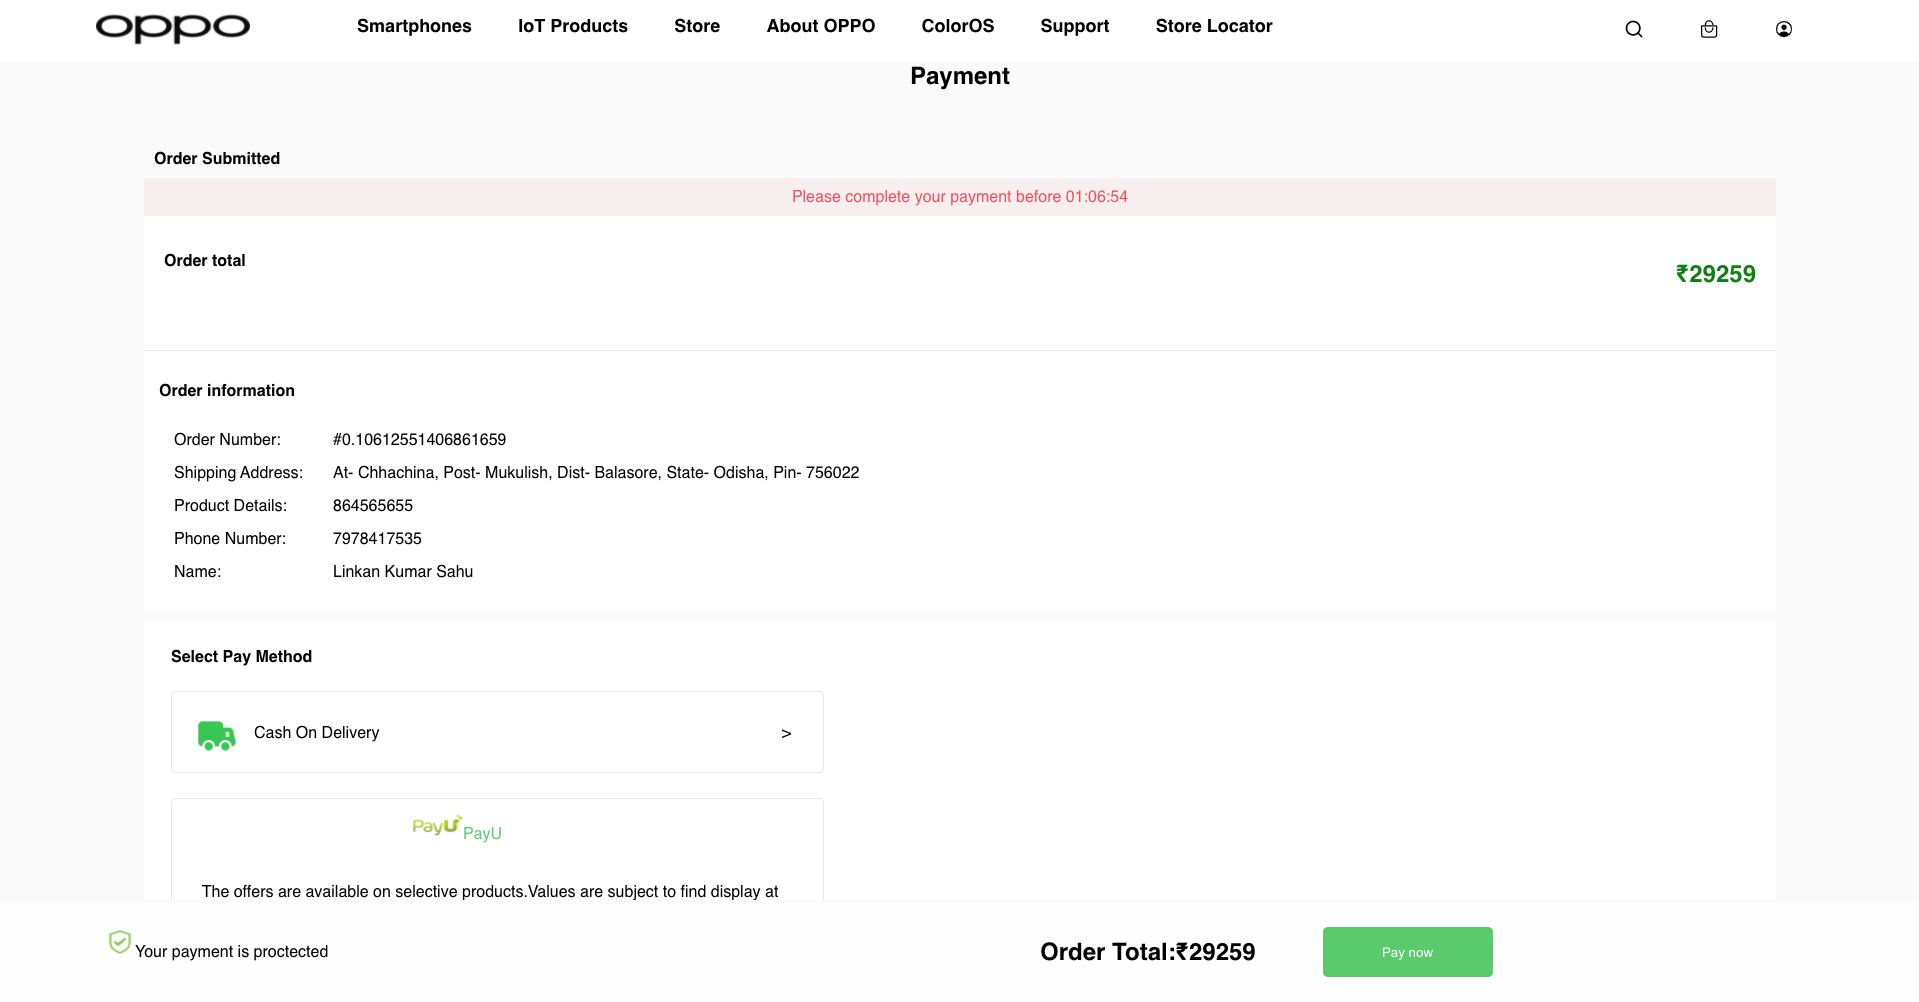 oppo
Smartphones IoT Products Store About OPPO ColorOS Support Store Locator
Payment
Order Submitted
Please complete your payment before 01:06:54
Order total
₹29259
Order information
Order Number: #0.10612551406861659
Shipping Address: At- Chhachina, Post- Mukulish, Dist- Balasore, State- Odisha, Pin- 756022
Product Details: 864565655
Phone Number: 7978417535
Name: Linkan Kumar Sahu
Select Pay Method
Cash On Delivery >
PayU PayU
The offers are available on selective products.Values are subject to find display at
Your payment is proctected
Order Total:₹29259
Pay now